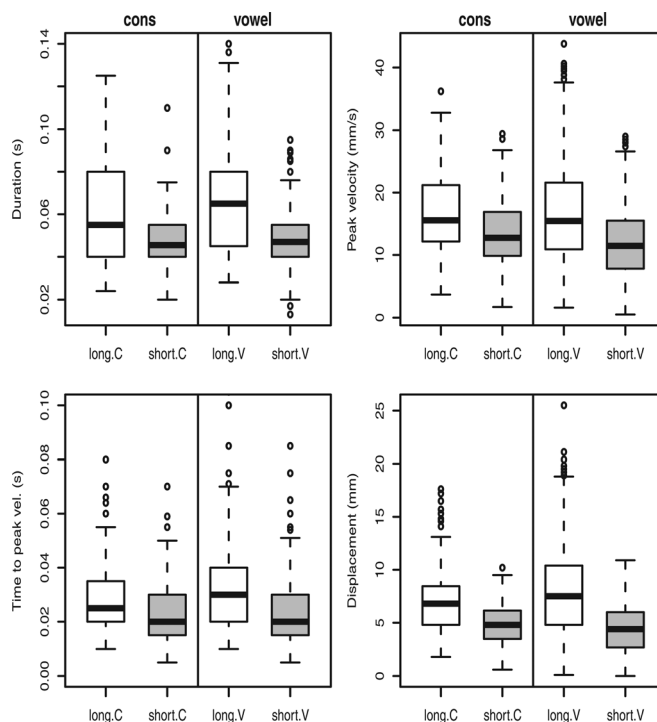 cons vowel
Duration (s)
0.02 0.06 0.10 0.14
long.C short.C long.V short.V
cons vowel
Peak velocity (mm/s)
0 10 20 30 40
long.C short.C long.V short.V
Time to peak vel. (s)
0.00 0.02 0.04 0.06 0.08 0.10
long.C short.C long.V short.V
Displacement (mm)
0 5 10 15 20 25
long.C short.C long.V short.V